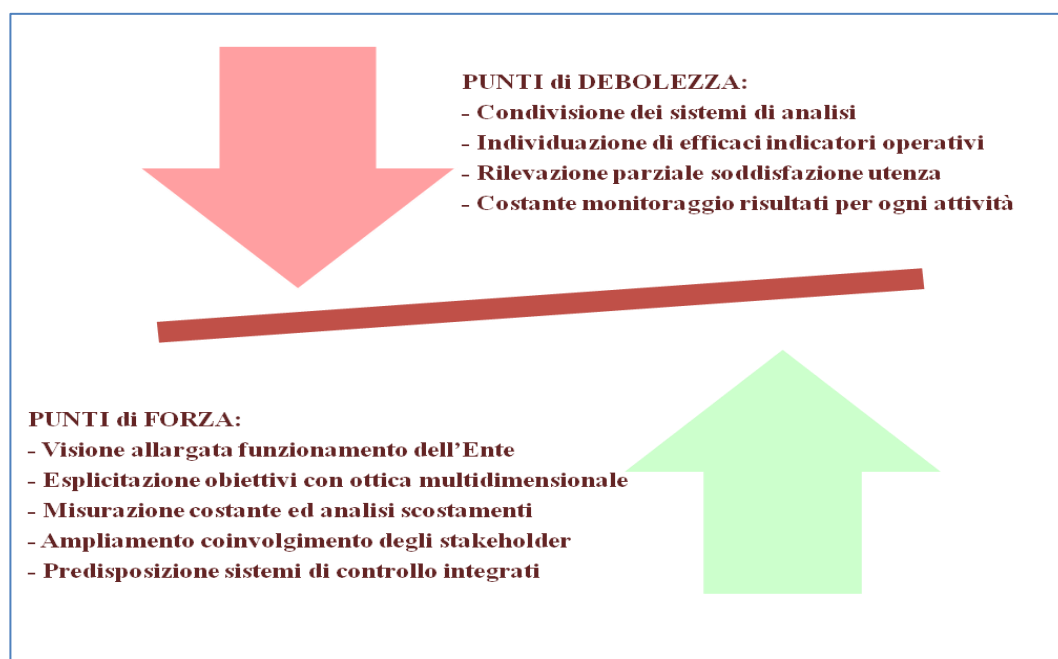 PUNTI di DEBOLEZZA:
- Condivisione dei sistemi di analisi
- Individuazione di efficaci indicatori operativi
- Rilevazione parziale soddisfazione utenza
- Costante monitoraggio risultati per ogni attività
PUNTI di FORZA:
- Visione allargata funzionamento dell’Ente
- Esplicitazione obiettivi con ottica multidimensionale
- Misurazione costante ed analisi scostamenti
- Ampliamento coinvolgimento degli stakeholder
- Predisposizione sistemi di controllo integrati